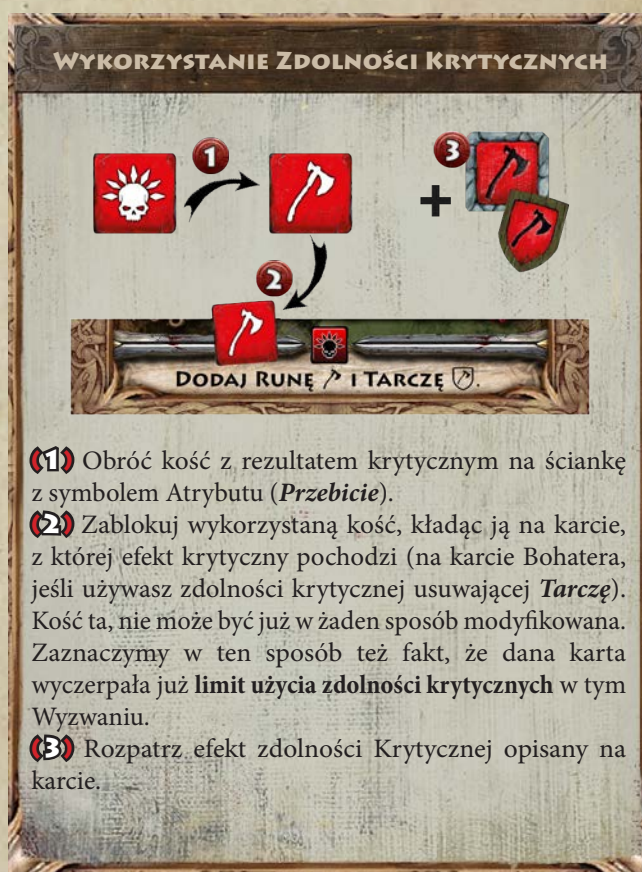 Wykorzystanie Zdolności Krytycznych
1
3
+
2
Dodaj Runę i Tarczę.
(1) Obróć kość z rezultatem krytycznym na ściankę
z symbolem Atrybutu (Przebicie).
(2) Zablokuj wykorzystaną kość, kładąc ją na karcie,
z której efekt krytyczny pochodzi (na karcie Bohatera,
jeśli używasz zdolności krytycznej usuwającej Tarczę).
Kość ta, nie może być już w żaden sposób modyfikowana.
Zaznaczymy w ten sposób też fakt, że dana karta
wyczerpała już limit użycia zdolności krytycznych w tym
Wyzwaniu.
(3) Rozpatrz efekt zdolności Krytycznej opisany na
karcie.